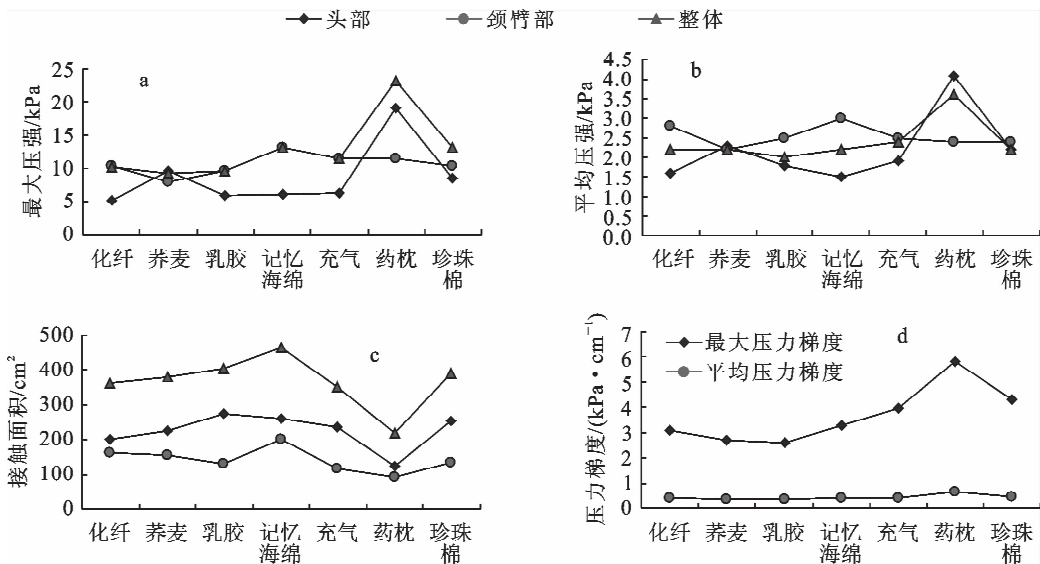 头部 颈臂部 整体
a
最大压强/kPa
25
20
15
10
5
0
化纤 荞麦 乳胶 记忆 充气 药枕 珍珠
海绵 棉
b
平均压强/kPa
4.5
4.0
3.5
3.0
2.5
2.0
1.5
1.0
0.5
0.0
化纤 荞麦 乳胶 记忆 充气 药枕 珍珠
海绵 棉
c
接触面积/cm²
500
400
300
200
100
0
化纤 荞麦 乳胶 记忆 充气 药枕 珍珠
海绵 棉
d
最大压力梯度
平均压力梯度
压力梯度/(kPa·cm⁻¹)
7
6
5
4
3
2
1
0
化纤 荞麦 乳胶 记忆 充气 药枕 珍珠
海绵 棉